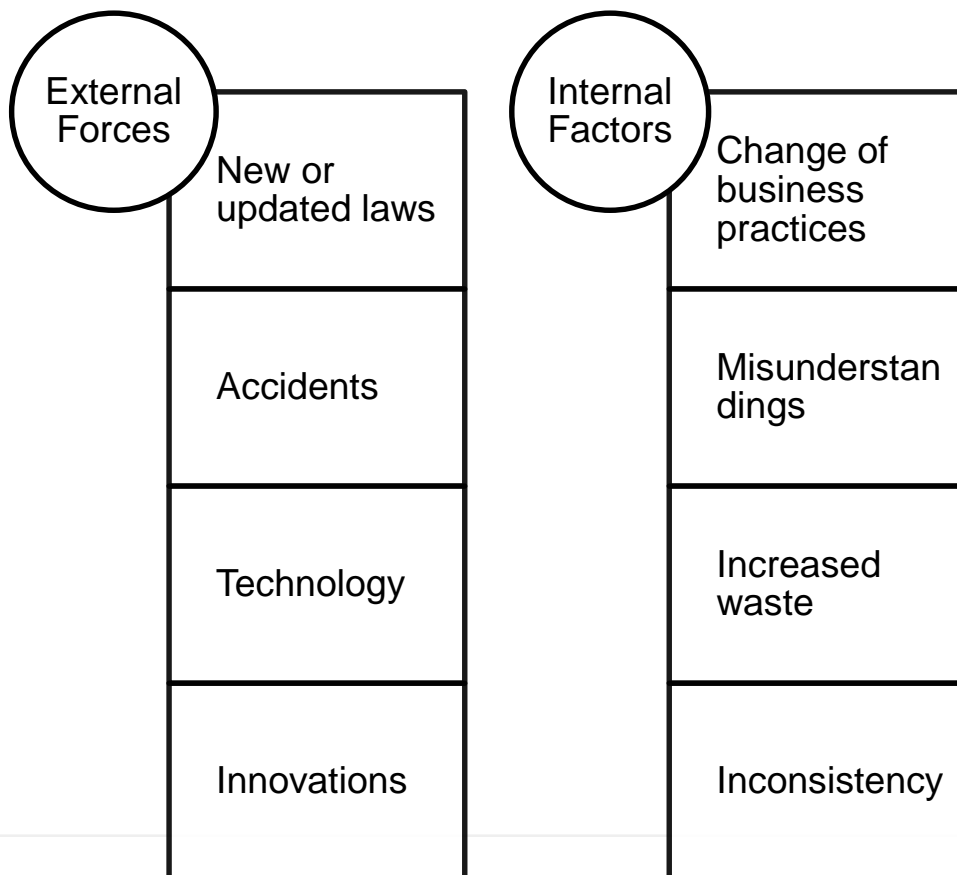 External
Forces
New or
updated laws
Accidents
Technology
Innovations
Internal
Factors
Change of
business
practices
Misunderstan
dings
Increased
waste
Inconsistency